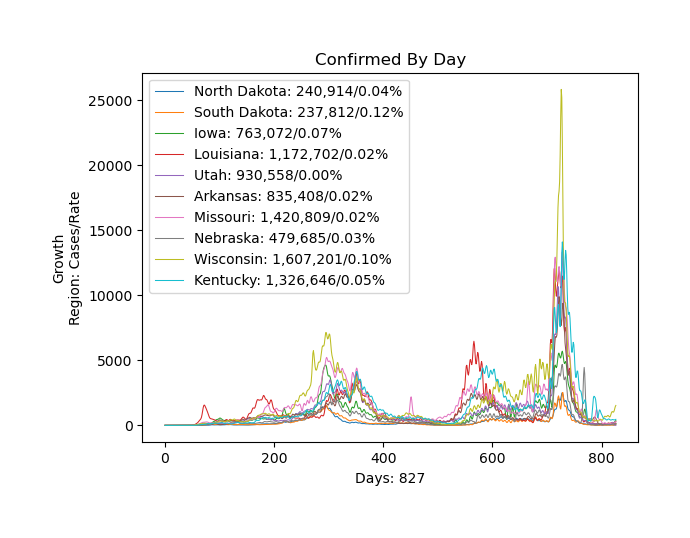 Confirmed By Day
North Dakota: 240,914/0.04%
South Dakota: 237,812/0.12%
Iowa: 763,072/0.07%
Louisiana: 1,172,702/0.02%
Utah: 930,558/0.00%
Arkansas: 835,408/0.02%
Missouri: 1,420,809/0.02%
Nebraska: 479,685/0.03%
Wisconsin: 1,607,201/0.10%
Kentucky: 1,326,646/0.05%
Growth
Region: Cases/Rate
25000
20000
15000
10000
5000
0
0 200 400 600 800
Days: 827